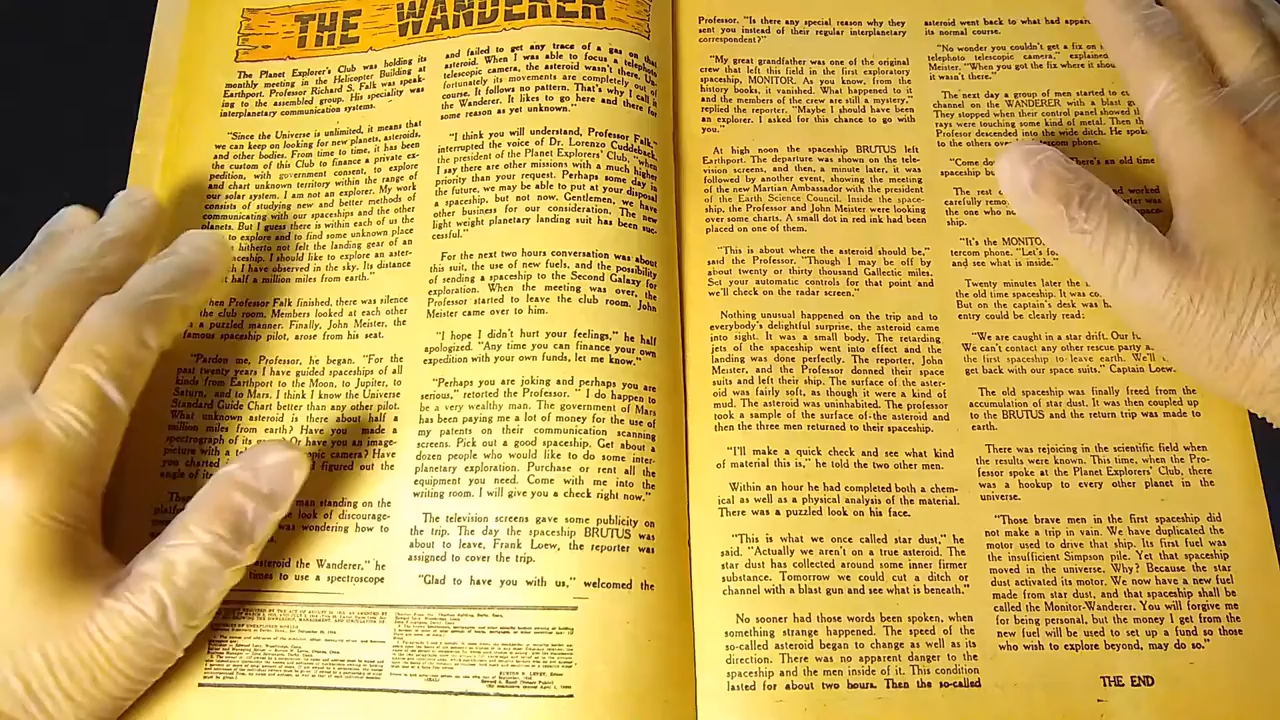 THE WANDERER
The Planet Explorer's Club was holding its
monthly meeting in the Helicopter Building at
Earthport. Professor Richard S. Falk was speak-
ing to the assembled group. His speciality was
interplanetary communication systems.
"Since the Universe is unlimited, it means that
we can keep on looking for new planets, asteroids,
and other bodies. From time to time, it has been
the custom of this Club to finance a private ex-
pedition, with government consent, to explore
and chart unknown territory within the range of
our solar system. I am not an explorer. My work
consists of studying new and better methods of
communicating with our spaceships and the other
planets. But I guess there is within each of us the
to explore and to find some unknown place
hitherto not felt the landing gear of an
aceship. I should like to explore an aster-
h I have observed in the sky. Its distance
t half a million miles from earth."
hen Professor Falk finished, there was silence
the club room. Members looked at each other
a puzzled manner. Finally, John Meister, the
famous spaceship pilot, arose from his seat.
"Pardon me, Professor, he began. "For the
past twenty years I have guided spaceships of all
kinds from Earthport to the Moon, to Jupiter, to
Saturn, and to Mars. I think I know the Universe
Standard Guide Chart better than any other pilot.
What unknown asteroid is there about half a
million miles from earth? Have you made a
spectrograph of its Or have you an image-
picture with a opic camera? Have
you charted figured out the
angle of its
man standing on the
look of discourage-
was wondering how to
asteroid the Wanderer," he
times to use a spectroscope
and failed to get any trace of a gas on that
asteroid. When I was able to focus a telephoto
telescopic camera, the asteroid wasn't there. Un-
fortunately its movements are completely out of
course. It follows no pattern. That's why I call it
the Wanderer. It likes to go here and there for
some reason as yet unknown."
"I think you will understand, Professor Falk,"
interrupted the voice of Dr. Lorenzo Cuddeback,
the president of the Planet Explorers' Club, "when
I say there are other missions with a much higher
priority than your request. Perhaps some day in
the future, we may be able to put at your disposal
a spaceship, but not now. Gentlemen, we have
other business for our consideration. The new
light weight planetary landing suit has been suc-
cessful."
For the next two hours conversation was about
this suit, the use of new fuels, and the possibility
of sending a spaceship to the Second Galaxy for
exploration. When the meeting was over, the
Professor started to leave the club room. John
Meister came over to him.
"I hope I didn't hurt your feelings," he half
apologized. "Any time you can finance your own
expedition with your own funds, let me know."
"Perhaps you are joking and perhaps you are
serious," retorted the Professor. "I do happen to
be a very wealthy man. The government of Mars
has been paying me a lot of money for the use of
my patents on their communication scanning
screens. Pick out a good spaceship. Get about a
dozen people who would like to do some inter-
planetary exploration. Purchase or rent all the
equipment you need. Come with me into the
writing room. I will give you a check right now."
The television screens gave some publicity on
the trip. The day the spaceship BRUTUS was
about to leave, Frank Loew, the reporter was
assigned to cover the trip.
"Glad to have you with us," welcomed the
Professor. "Is there any special reason why they
sent you instead of their regular interplanetary
correspondent?"
"My great grandfather was one of the original
crew that left this field in the first exploratory
spaceship, MONITOR. As you know, from the
history books, it vanished. What happened to it
and the members of the crew are still a mystery,"
replied the reporter. "Maybe I should have been
an explorer. I asked for this chance to go with
you."
At high noon the spaceship BRUTUS left
Earthport. The departure was shown on the tele-
vision screens, and then, a minute later, it was
followed by another event, showing the meeting
of the new Martian Ambassador with the president
of the Earth Science Council. Inside the space-
ship, the Professor and John Meister were looking
over some charts. A small dot in red ink had been
placed on one of them.
"This is about where the asteroid should be,"
said the Professor. "Though I may be off by
about twenty or thirty thousand Gallectic miles.
Set your automatic controls for that point and
we'll check on the radar screen."
Nothing unusual happened on the trip and to
everybody's delightful surprise, the asteroid came
into sight. It was a small body. The retarding
jets of the spaceship went into effect and the
landing was done perfectly. The reporter, John
Meister, and the Professor donned their space
suits and left their ship. The surface of the aster-
oid was fairly soft, as though it were a kind of
mud. The asteroid was uninhabited. The professor
took a sample of the surface of the asteroid and
then the three men returned to their spaceship.
"I'll make a quick check and see what kind
of material this is," he told the two other men.
Within an hour he had completed both a chem-
ical as well as a physical analysis of the material.
There was a puzzled look on his face.
"This is what we once called star dust," he
said. "Actually we aren't on a true asteroid. The
star dust has collected around some inner firmer
substance. Tomorrow we could cut a ditch or
channel with a blast gun and see what is beneath."
No sooner had those words been spoken, when
something strange happened. The speed of the
so-called asteroid began to change as well as its
direction. There was no apparent danger to the
spaceship and the men inside of it. This condition
lasted for about two hours. Then the so-called
asteroid went back to what had appar
its normal course.
"No wonder you couldn't get a fix on
telephoto telescopic camera," explained
Meister. "When you got the fix where it shou
it wasn't there."
The next day a group of men started to cu
channel on the WANDERER with a blast gu
They stopped when their control panel showed th
rays were touching some kind of metal. Then th
Profesor descended into the wide ditch. He spok
to the others over intercom phone.
"Come do There's an old time
spaceship bu
The rest worked
carefully remo rter was
the one who n space-
ship.
"It's the MONITO
tercom phone. "Let's fo
and see what is inside."
Twenty minutes later the
the old time spaceship. It was co
But on the captain's desk was h
entry could be clearly read:
"We are caught in a star drift. Our fu
We can't contact any other rescue party a
the first spaceship to leave earth. We'll
get back with our space suits." Captain Loew.
The old spaceship was finally freed from the
accumulation of star dust. It was then coupled up
to the BRUTUS and the return trip was made to
earth.
There was rejoicing in the scientific field when
the results were known. This time, when the Pro-
fessor spoke at the Planet Explorers' Club, there
was a hookup to every other planet in the
universe.
"Those brave men in the first spaceship did
not make a trip in vain. We have duplicated the
motor used to drive that ship. Its first fuel was
the insufficient Simpson pile. Yet that spaceship
moved in the universe. Why? Because the star
dust activated its motor. We now have a new fuel
made from star dust, and that spaceship shall be
called the Monitor-Wanderer. You will forgive me
for being personal, but the money I get from the
new fuel will be used to set up a fund so those
who wish to explore beyond, may do so."
THE END